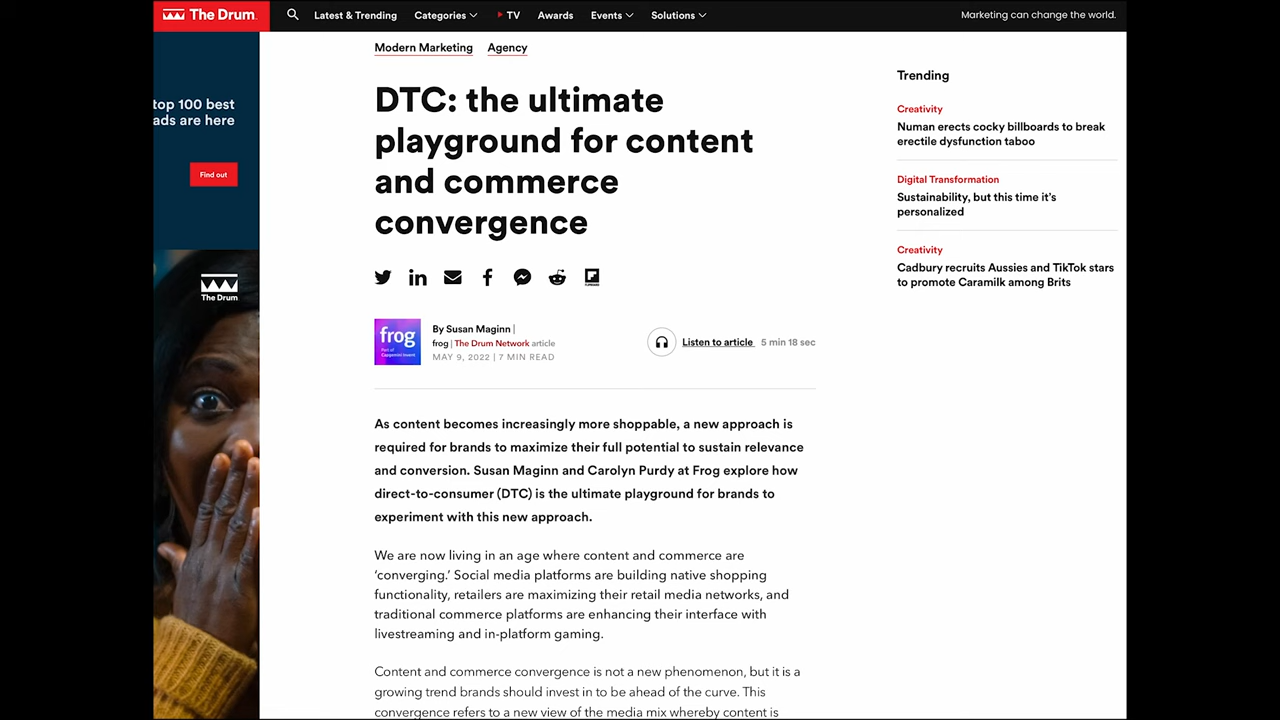 The Drum.
Latest & Trending
Categories
TV
Awards
Events
Solutions
Marketing can change the world.
top 100 best
ads are here
Find out
The Drum
Modern Marketing
Agency
DTC: the ultimate
playground for content
and commerce
convergence
frog
Part of
Capgemini Invent
By Susan Maginn |
frog | The Drum Network article
MAY 9, 2022 | 7 MIN READ
Listen to article 5 min 18 sec
As content becomes increasingly more shoppable, a new approach is
required for brands to maximize their full potential to sustain relevance
and conversion. Susan Maginn and Carolyn Purdy at Frog explore how
direct-to-consumer (DTC) is the ultimate playground for brands to
experiment with this new approach.
We are now living in an age where content and commerce are
‘converging.’ Social media platforms are building native shopping
functionality, retailers are maximizing their retail media networks, and
traditional commerce platforms are enhancing their interface with
livestreaming and in-platform gaming.
Content and commerce convergence is not a new phenomenon, but it is a
growing trend brands should invest in to be ahead of the curve. This
convergence refers to a new view of the media mix whereby content is
Trending
Creativity
Numan erects cocky billboards to break
erectile dysfunction taboo
Digital Transformation
Sustainability, but this time it’s
personalized
Creativity
Cadbury recruits Aussies and TikTok stars
to promote Caramilk among Brits